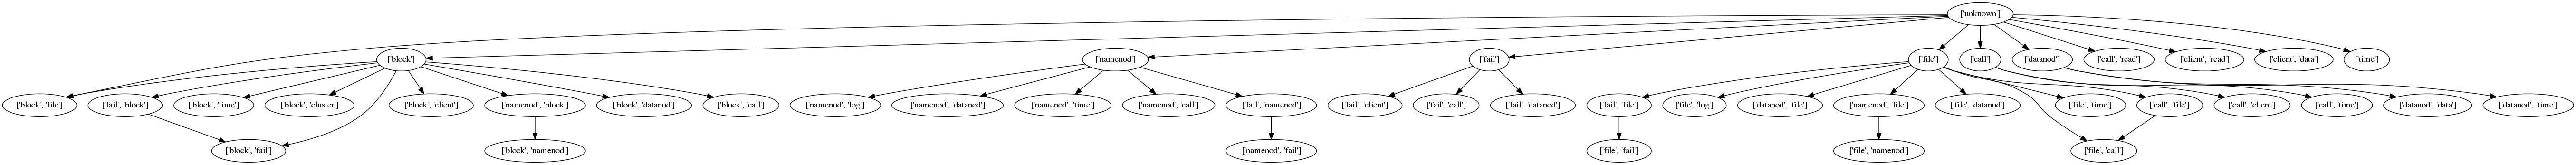 ['unknown']
['block']
['namenod']
['fail']
['file']
['call']
['datanod']
['call', 'read']
['client', 'read']
['client', 'data']
['time']
['block', 'file']
['fail', 'block']
['block', 'time']
['block', 'cluster']
['block', 'client']
['namenod', 'block']
['block', 'datanod']
['block', 'call']
['namenod', 'log']
['namenod', 'datanod']
['namenod', 'time']
['namenod', 'call']
['fail', 'namenod']
['fail', 'client']
['fail', 'call']
['fail', 'datanod']
['fail', 'file']
['file', 'log']
['datanod', 'file']
['namenod', 'file']
['file', 'datanod']
['file', 'time']
['call', 'file']
['call', 'client']
['call', 'time']
['datanod', 'data']
['datanod', 'time']
['block', 'fail']
['block', 'namenod']
['namenod', 'fail']
['file', 'fail']
['file', 'namenod']
['file', 'call']